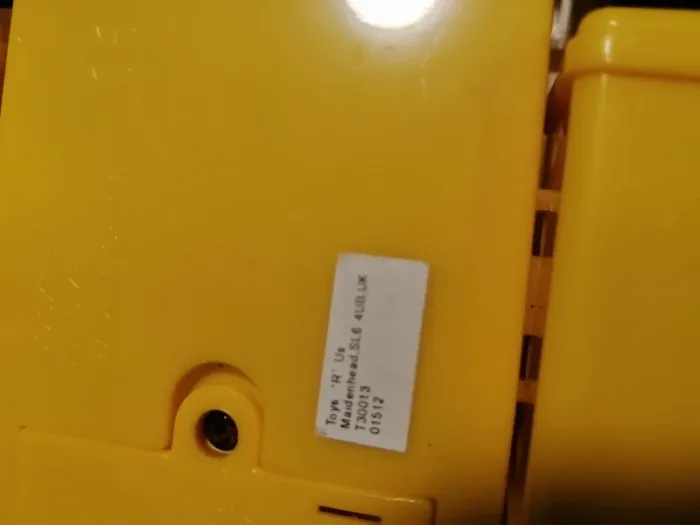 Toys "R" Us
Maidenhead.SL6 4UB.UK
T30013
01512